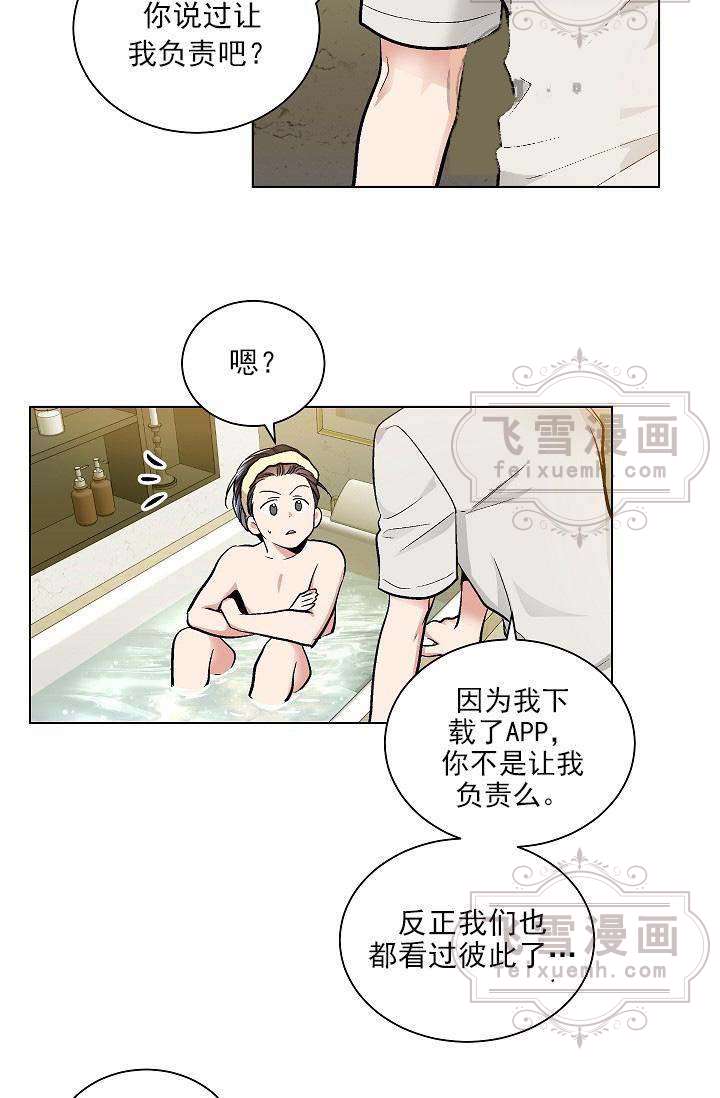 你说过让
我负责吧？
嗯？
飞雪漫画
feixuemh.com
因为我下
载了APP，
你不是让我
负责么。
反正我们也
都看过彼此了…
飞雪漫画
feixuemh.com